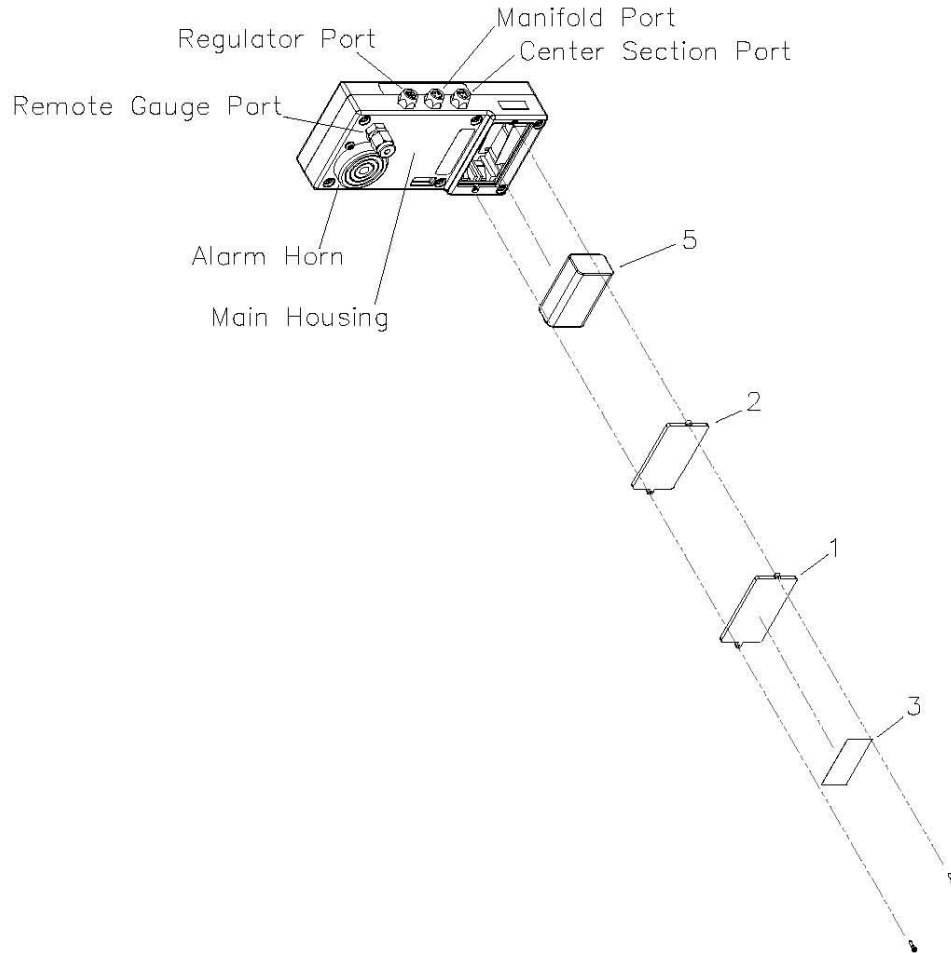 Manifold Port
Regulator Port
Center Section Port
Remote Gauge Port
Alarm Horn
Main Housing
5
2
1
3